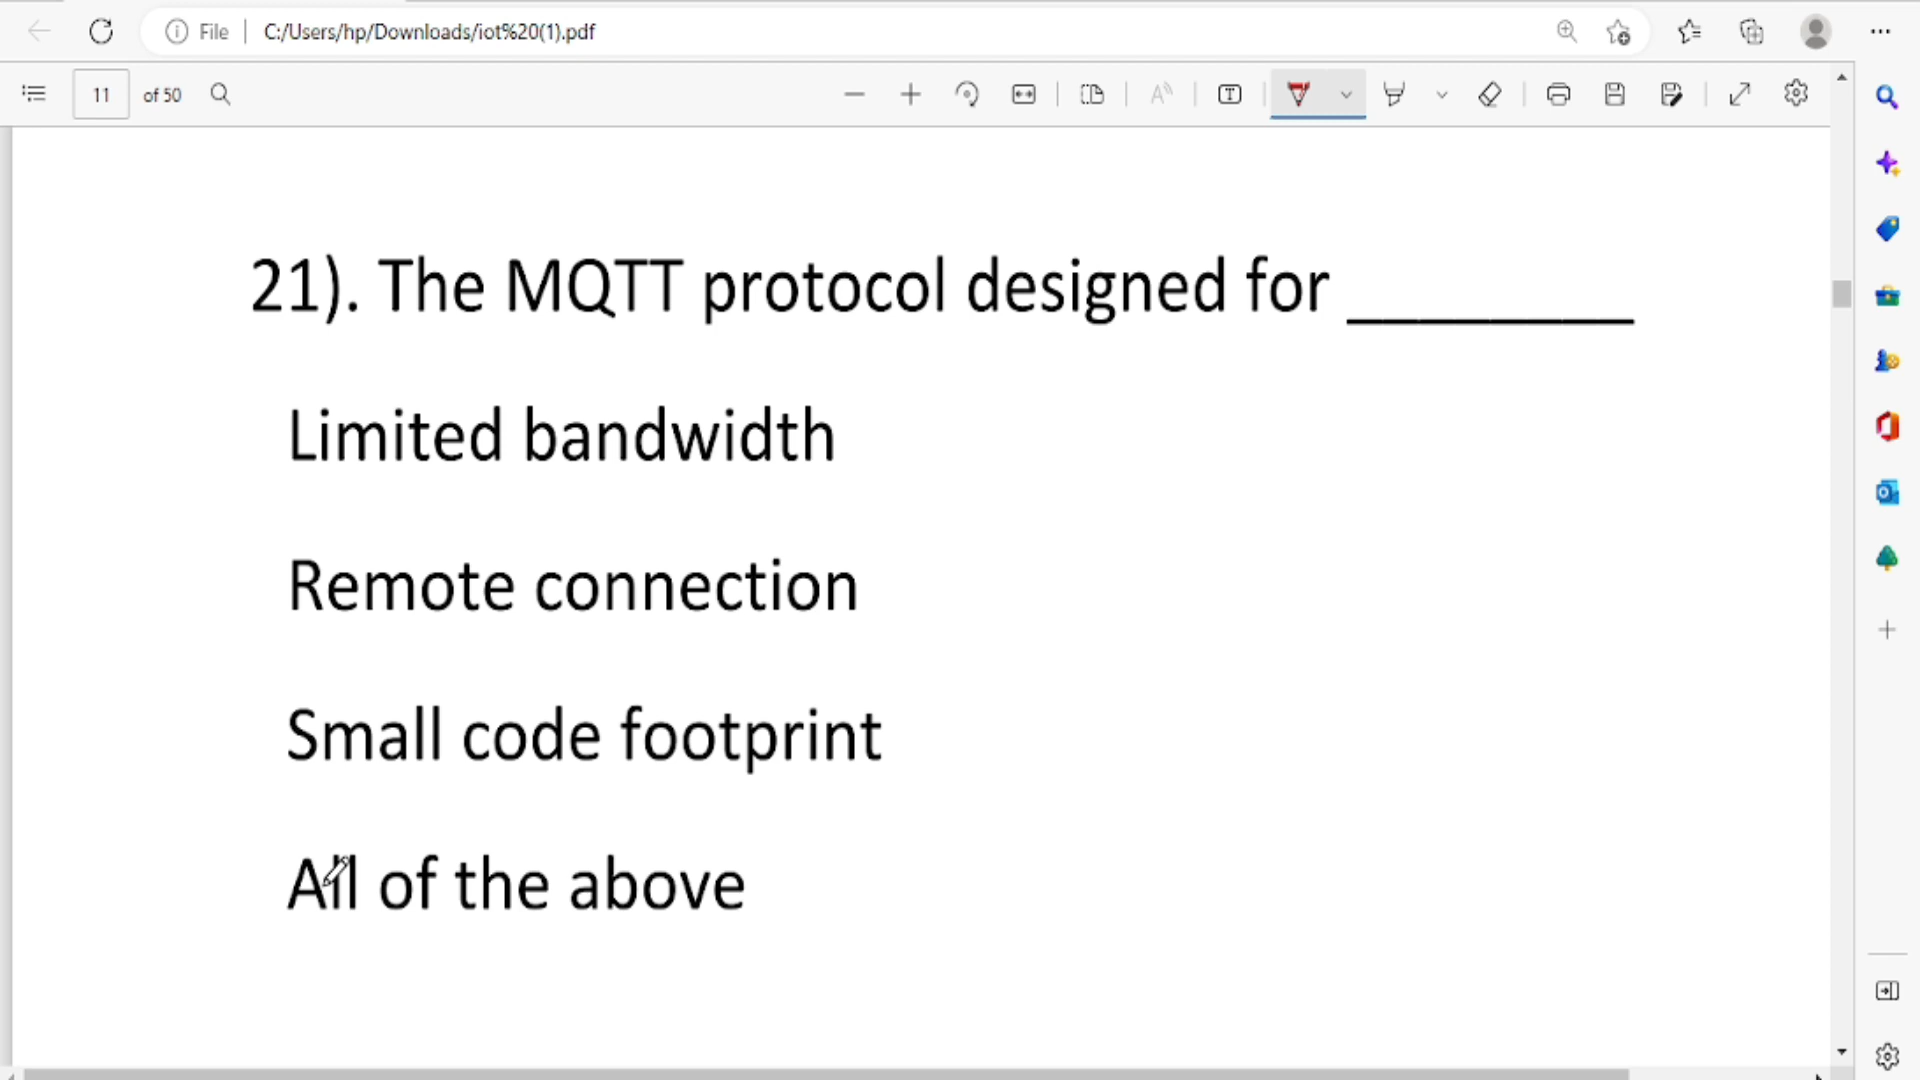 File C:/Users/hp/Downloads/iot%20(1).pdf
11 of 50
21). The MQTT protocol designed for ________
Limited bandwidth
Remote connection
Small code footprint
All of the above